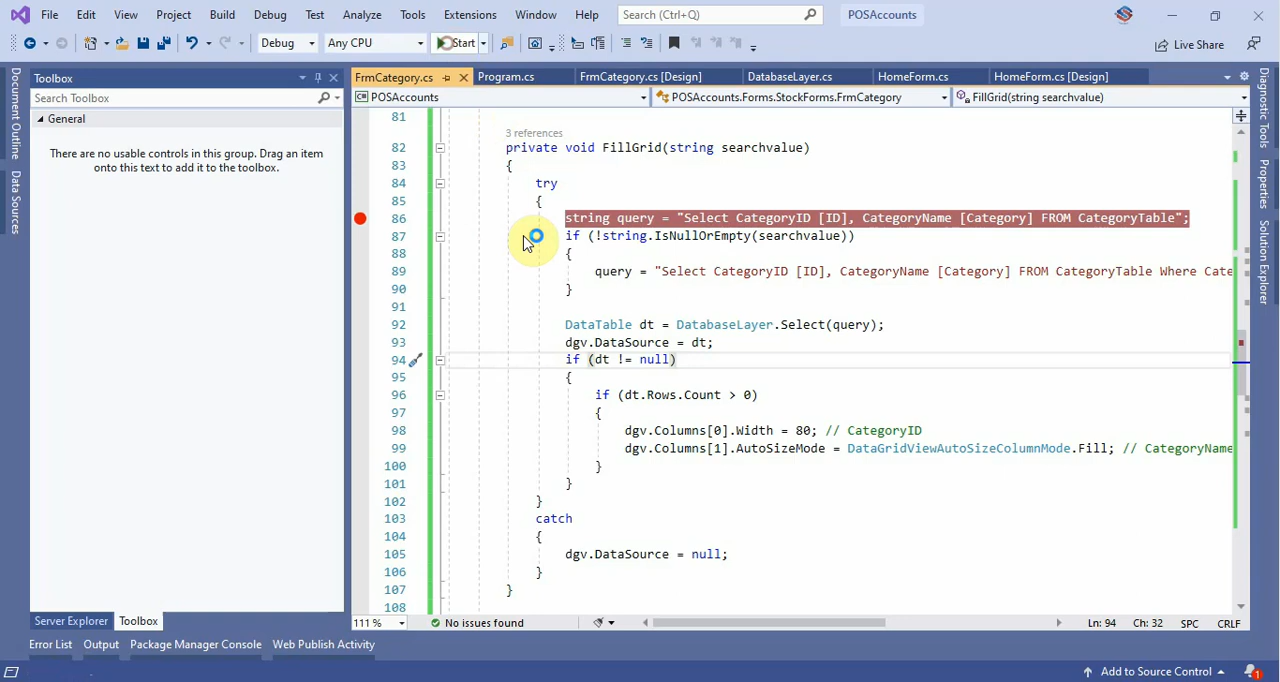 File Edit View Project Build Debug Test Analyze Tools Extensions Window Help Search (Ctrl+Q) POSAccounts
Debug Any CPU Start Live Share
Toolbox
Search Toolbox
General
There are no usable controls in this group. Drag an item
onto this text to add it to the toolbox.
Document Outline
Data Sources
FrmCategory.cs Program.cs FrmCategory.cs [Design] DatabaseLayer.cs HomeForm.cs HomeForm.cs [Design]
POSAccounts POSAccounts.Forms.StockForms.FrmCategory FillGrid(string searchvalue)
81
3 references
82 private void FillGrid(string searchvalue)
83 {
84 try
85 {
86 string query = "Select CategoryID [ID], CategoryName [Category] FROM CategoryTable";
87 if (!string.IsNullOrEmpty(searchvalue))
88 {
89 query = "Select CategoryID [ID], CategoryName [Category] FROM CategoryTable Where Cate
90 }
91
92 DataTable dt = DatabaseLayer.Select(query);
93 dgv.DataSource = dt;
94 if (dt != null)
95 {
96 if (dt.Rows.Count > 0)
97 {
98 dgv.Columns[0].Width = 80; // CategoryID
99 dgv.Columns[1].AutoSizeMode = DataGridViewAutoSizeColumnMode.Fill; // CategoryName
100 }
101 }
102 }
103 catch
104 {
105 dgv.DataSource = null;
106 }
107 }
108
Diagnostic Tools
Properties
Solution Explorer
111 % No issues found Ln: 94 Ch: 32 SPC CRLF
Server Explorer Toolbox
Error List Output Package Manager Console Web Publish Activity
Add to Source Control 1